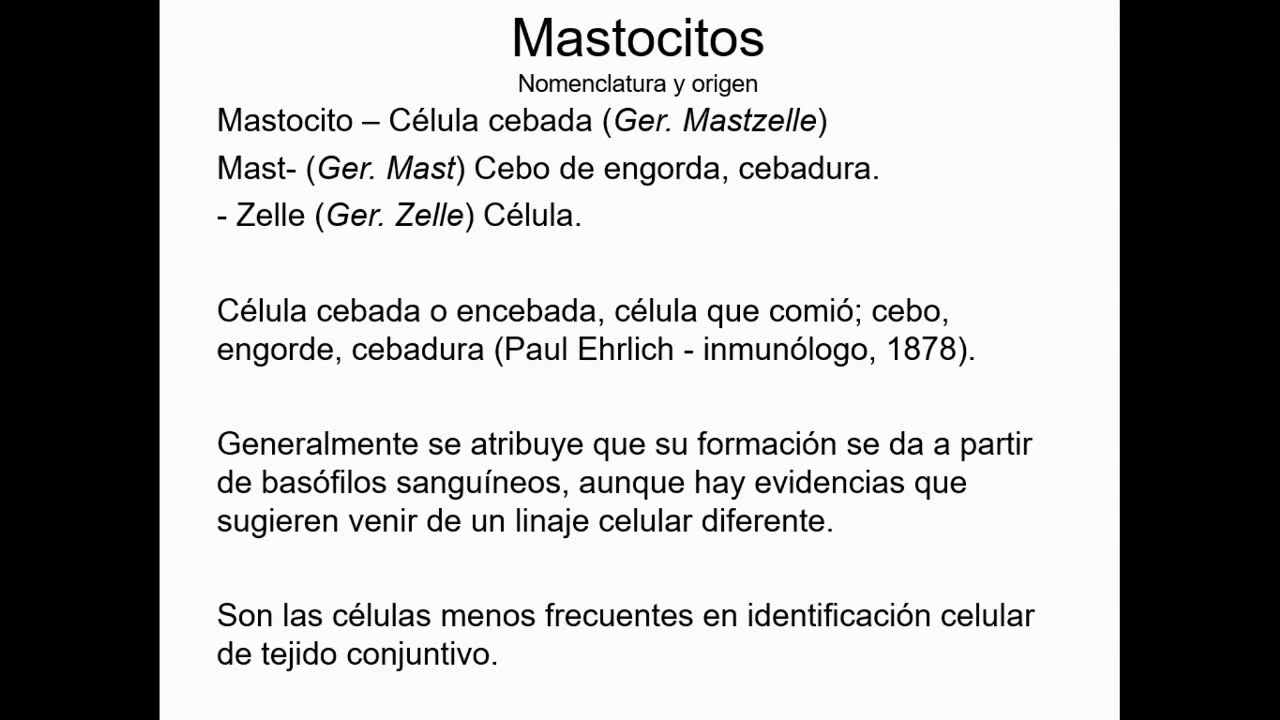 Mastocitos
Nomenclatura y origen
Mastocito – Célula cebada (Ger. Mastzelle)
Mast- (Ger. Mast) Cebo de engorda, cebadura.
- Zelle (Ger. Zelle) Célula.
Célula cebada o encebada, célula que comió; cebo,
engorde, cebadura (Paul Ehrlich - inmunólogo, 1878).
Generalmente se atribuye que su formación se da a partir
de basófilos sanguíneos, aunque hay evidencias que
sugieren venir de un linaje celular diferente.
Son las células menos frecuentes en identificación celular
de tejido conjuntivo.